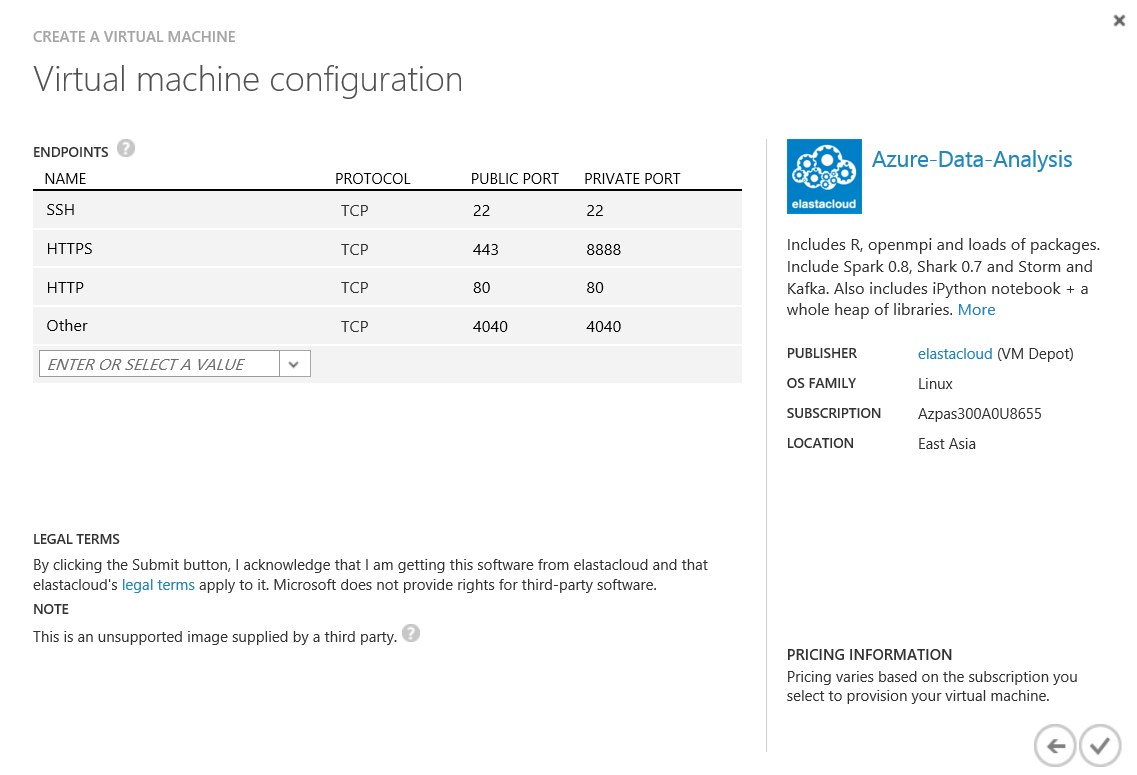 CREATE A VIRTUAL MACHINE
Virtual machine configuration
ENDPOINTS ?
NAME PROTOCOL PUBLIC PORT PRIVATE PORT
SSH TCP 22 22
HTTPS TCP 443 8888
HTTP TCP 80 80
Other TCP 4040 4040
ENTER OR SELECT A VALUE
LEGAL TERMS
By clicking the Submit button, I acknowledge that I am getting this software from elastacloud and that
elastacloud's legal terms apply to it. Microsoft does not provide rights for third-party software.
NOTE
This is an unsupported image supplied by a third party. ?
elastacloud
Azure-Data-Analysis
Includes R, openmpi and loads of packages.
Include Spark 0.8, Shark 0.7 and Storm and
Kafka. Also includes iPython notebook + a
whole heap of libraries. More
PUBLISHER elastacloud (VM Depot)
OS FAMILY Linux
SUBSCRIPTION Azpas300A0U8655
LOCATION East Asia
PRICING INFORMATION
Pricing varies based on the subscription you
select to provision your virtual machine.